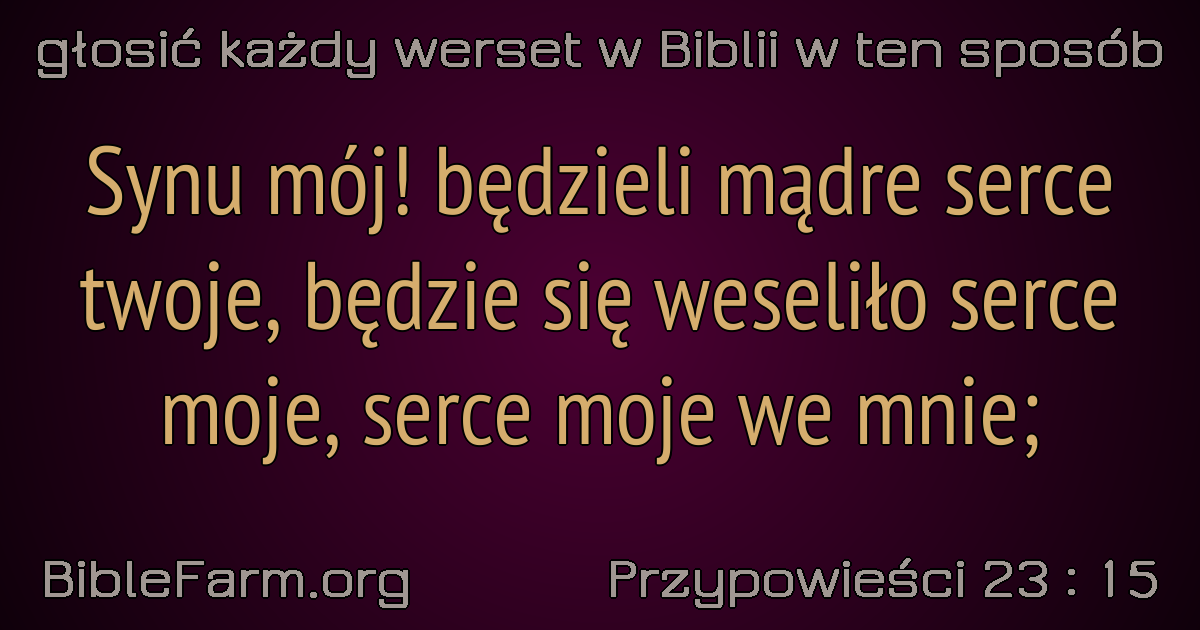 głosić każdy werset w Biblii w ten sposób
Synu mój! będzieli mądre serce
twoje, będzie się weseliło serce
moje, serce moje we mnie;
BibleFarm.org
Przypowieści 23 : 15